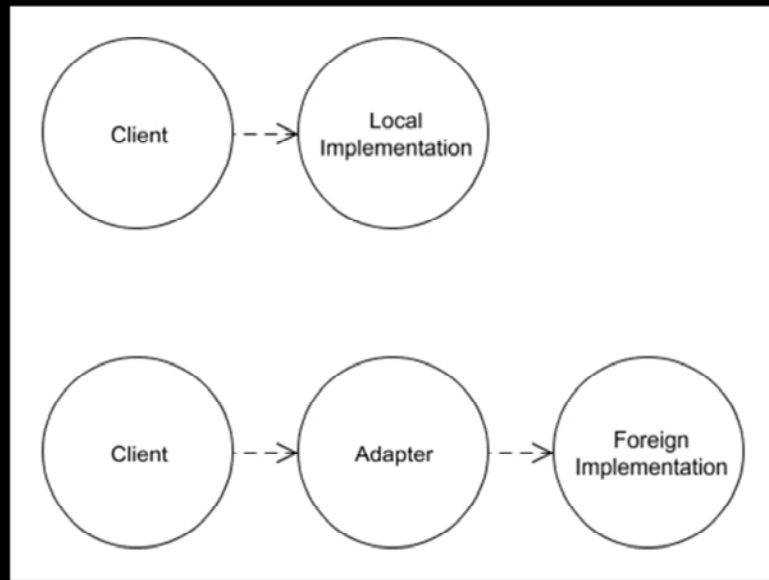 Client
Local
Implementation
Client
Adapter
Foreign
Implementation